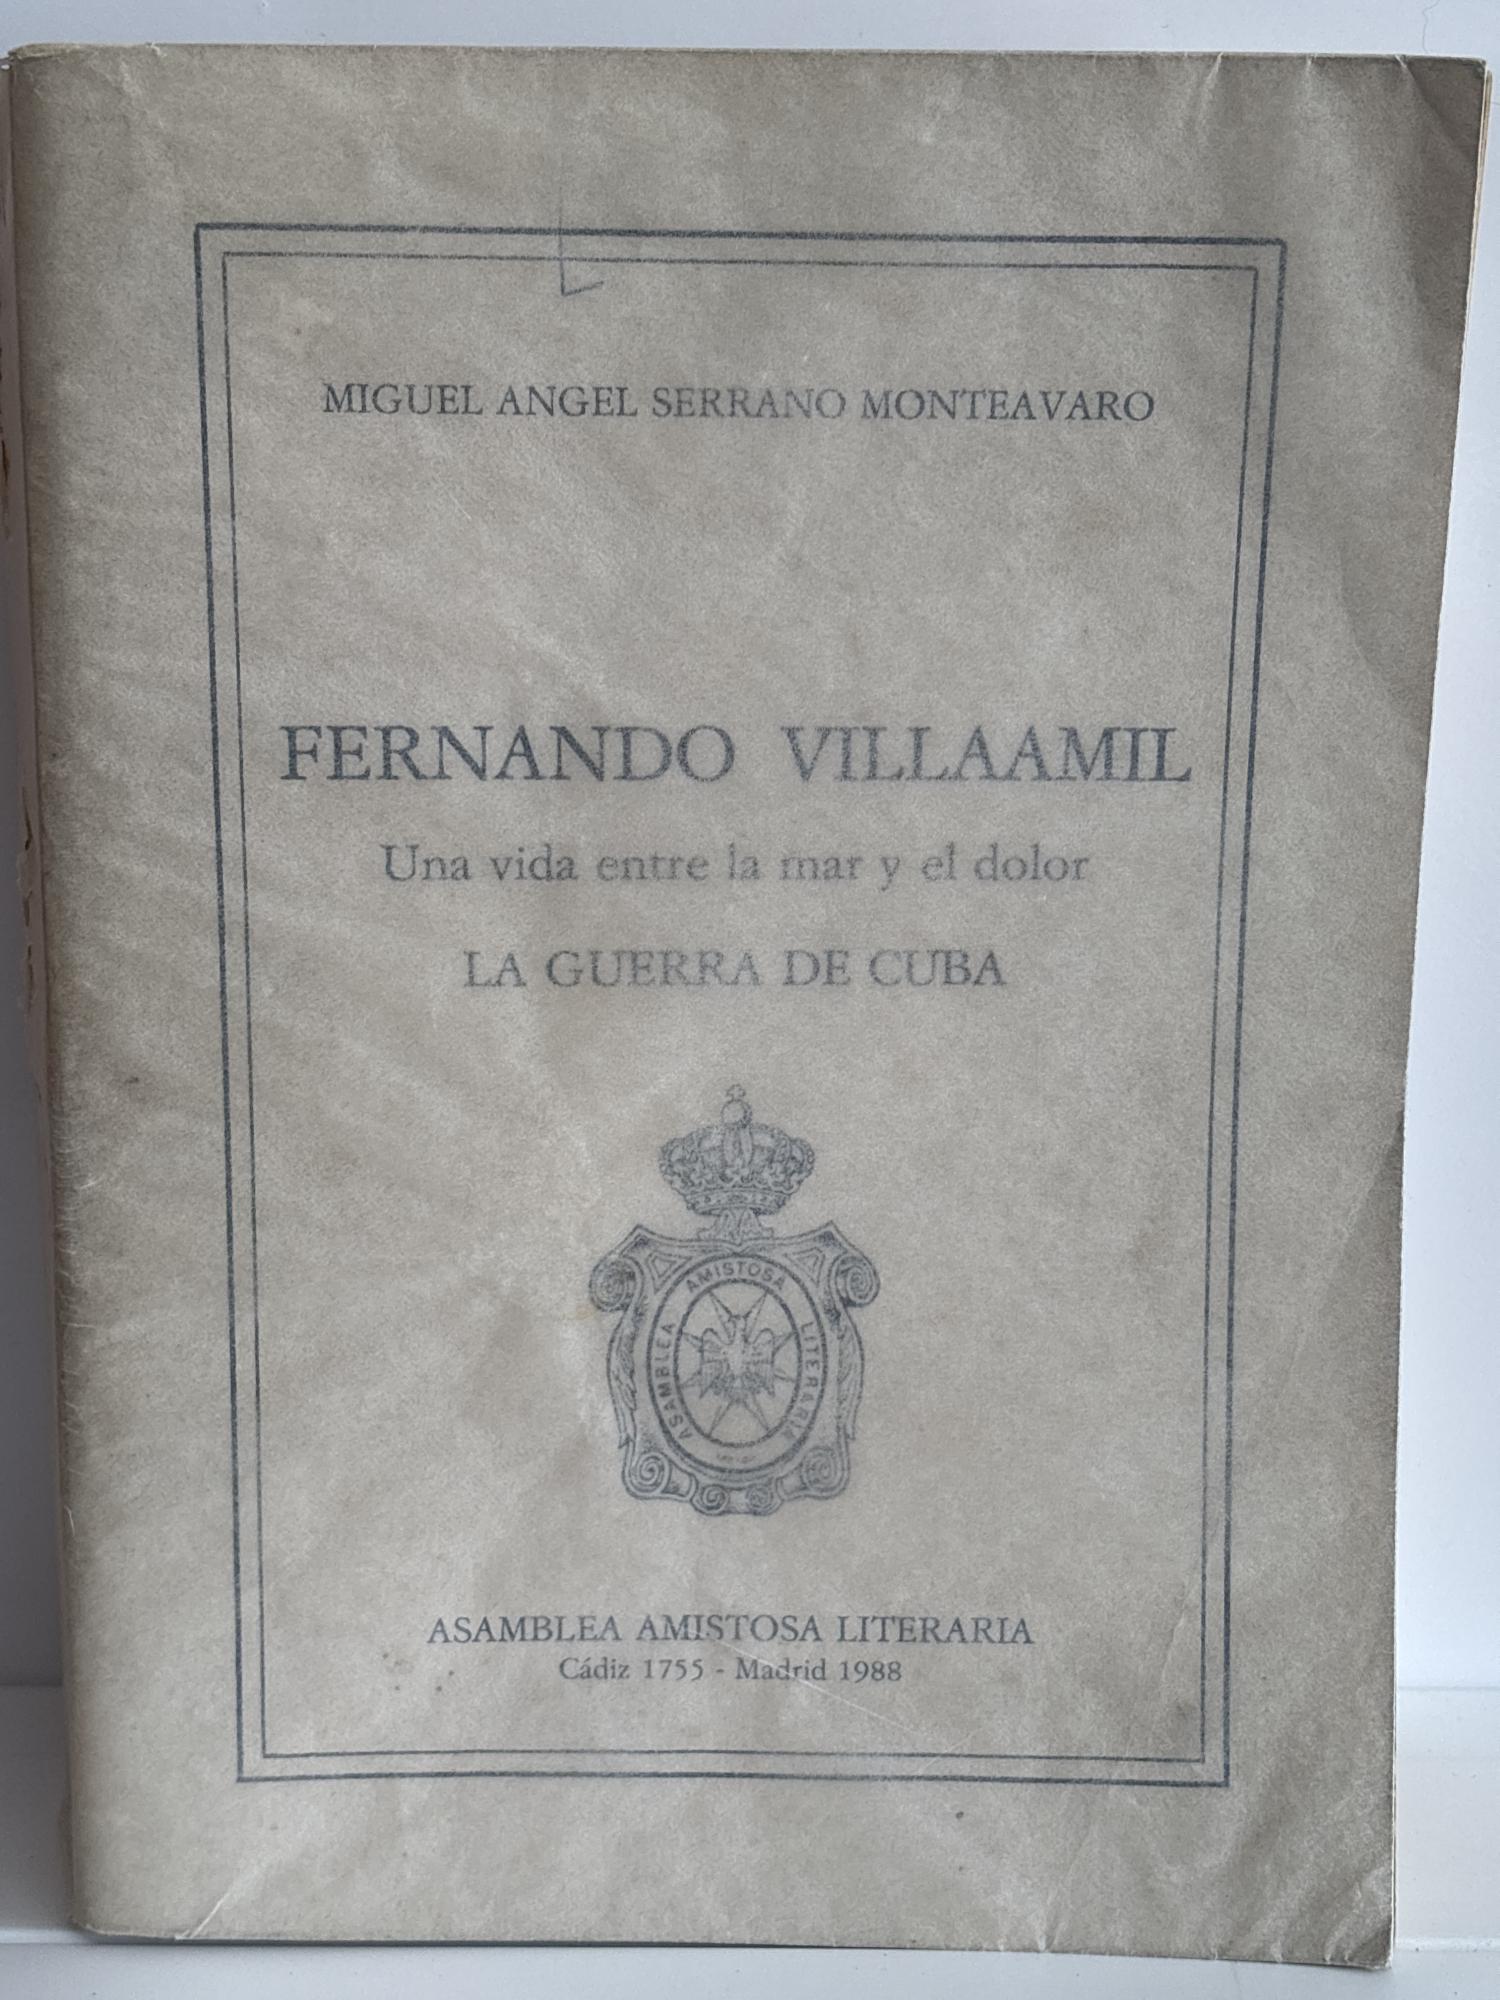 MIGUEL ANGEL SERRANO MONTEAVARO
FERNANDO VILLAAMIL
Una vida entre la mar y el dolor
LA GUERRA DE CUBA
ASAMBLEA AMISTOSA LITERARIA
ASAMBLEA AMISTOSA LITERARIA
Cádiz 1755 - Madrid 1988